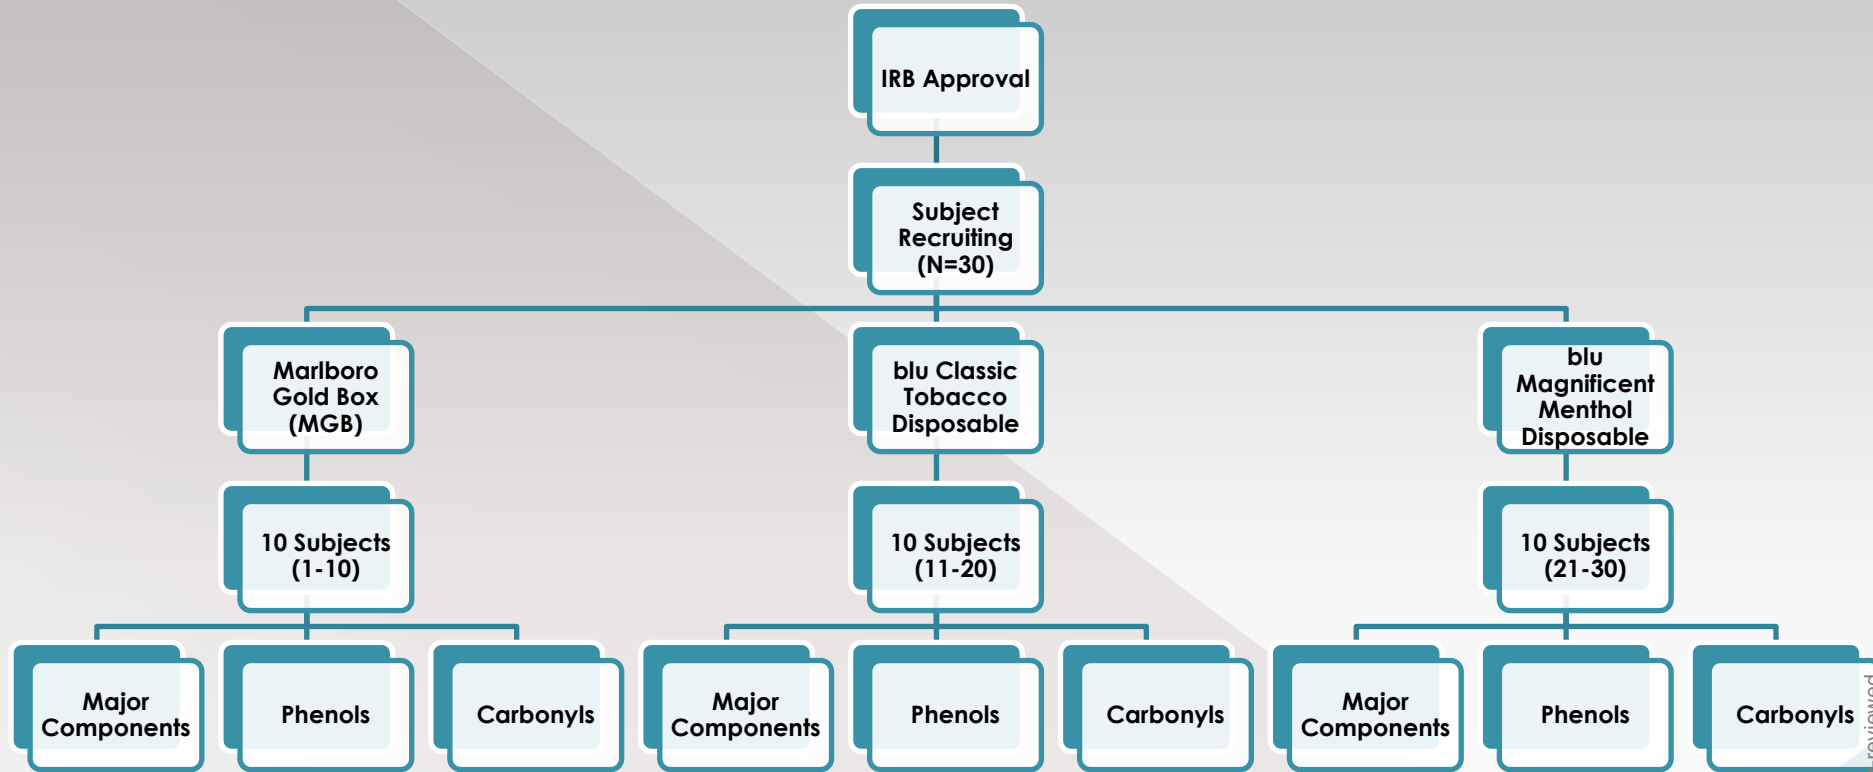 IRB Approval
Subject
Recruiting
(N=30)
Marlboro
Gold Box
(MGB)
blu Classic
Tobacco
Disposable
blu
Magnificent
Menthol
Disposable
10 Subjects
(1-10)
10 Subjects
(11-20)
10 Subjects
(21-30)
Major
Components
Phenols
Carbonyls
Major
Components
Phenols
Carbonyls
Major
Components
Phenols
Carbonyls